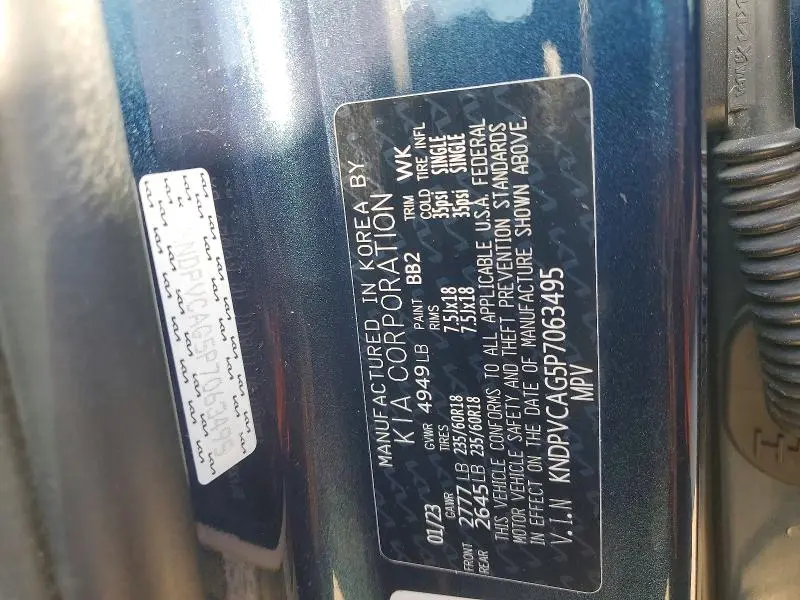 MANUFACTURED IN KOREA BY
KIA CORPORATION
01/23 GVWR 4949LB PAINT BB2 TRIM WK
GAWR TIRES RIMS COLD TIRE INFL
FRONT 2777LB 235/60R18 7.5Jx18 35psi SINGLE
REAR 2645LB 235/60R18 7.5Jx18 35psi SINGLE
THIS VEHICLE CONFORMS TO ALL APPLICABLE U.S.A. FEDERAL
MOTOR VEHICLE SAFETY AND THEFT PREVENTION STANDARDS
IN EFFECT ON THE DATE OF MANUFACTURE SHOWN ABOVE.
V.I.N KNDPVCAG5P7063495
MPV
KNDPVCAG5P7063495